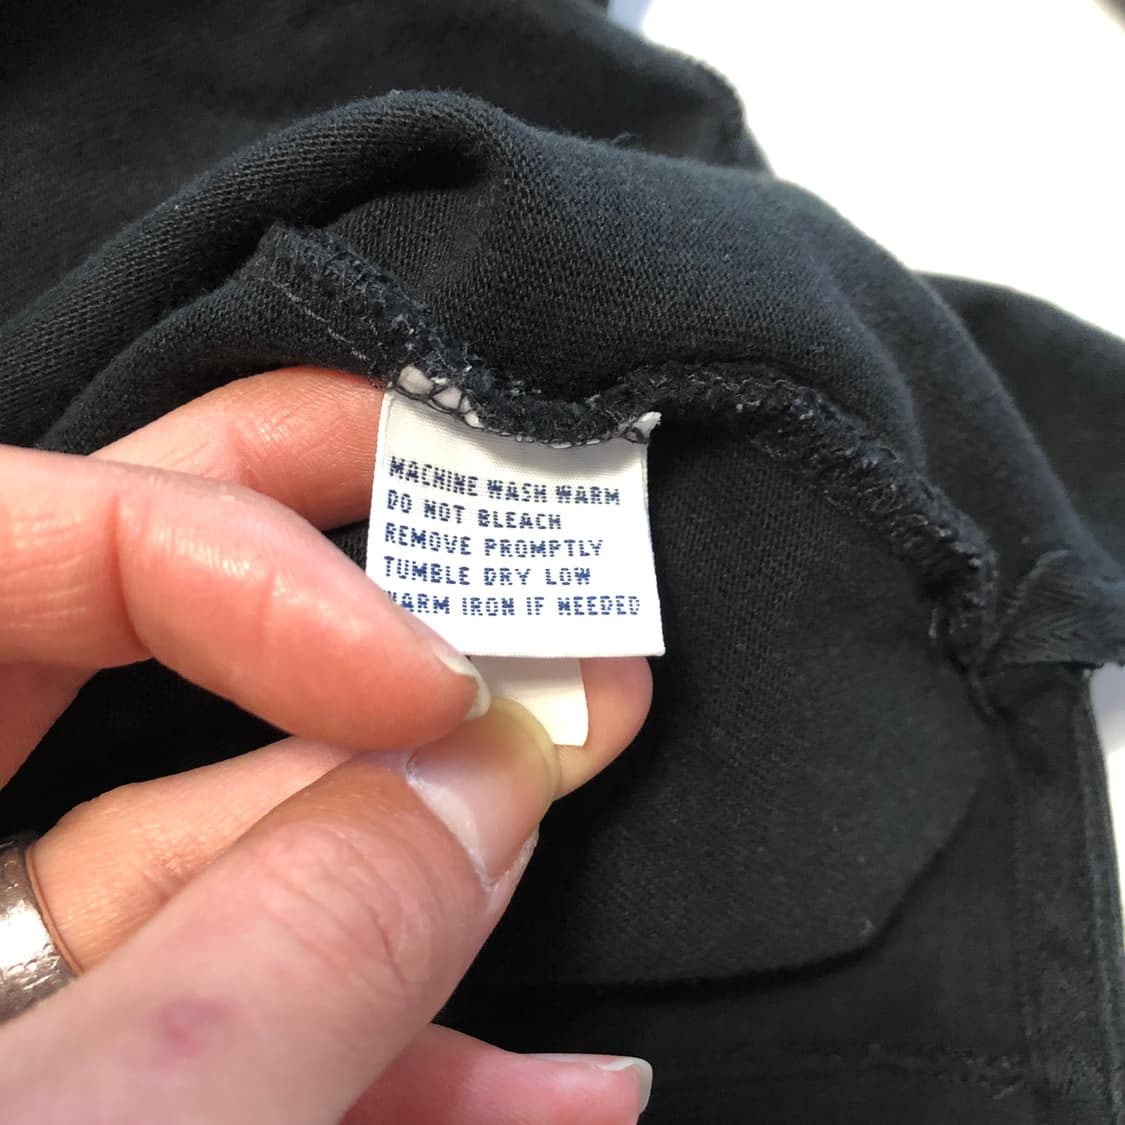 MACHINE WASH WARM
DO NOT BLEACH
REMOVE PROMPTLY
TUMBLE DRY LOW
WARM IRON IF NEEDED